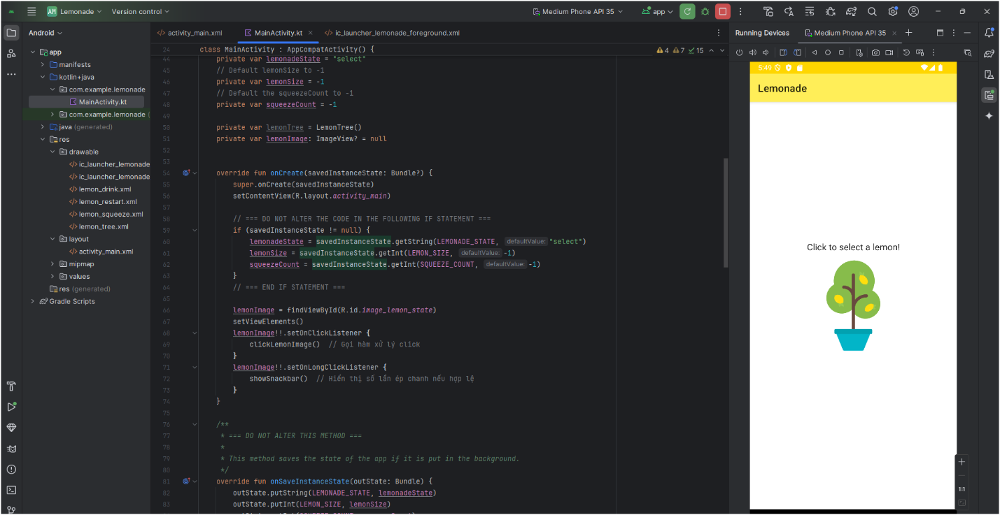 AM Lemonade Version control Medium Phone API 35 app
Android
app
manifests
kotlin+java
com.example.lemonade
MainActivity.kt
com.example.lemonade (
java (generated)
res
drawable
ic_launcher_lemonade
ic_launcher_lemonade
lemon_drink.xml
lemon_restart.xml
lemon_squeeze.xml
lemon_tree.xml
layout
activity_main.xml
mipmap
values
res (generated)
Gradle Scripts
activity_main.xml MainActivity.kt ic_launcher_lemonade_foreground.xml
4 7 15
24 class MainActivity : AppCompatActivity() {
44 private var lemonadeState = "select"
45 // Default lemonSize to -1
46 private var lemonSize = -1
47 // Default the squeezeCount to -1
48 private var squeezeCount = -1
49
50 private var lemonTree = LemonTree()
51 private var lemonImage: ImageView? = null
52
53
54 override fun onCreate(savedInstanceState: Bundle?) {
55 super.onCreate(savedInstanceState)
56 setContentView(R.layout.activity_main)
57
58 // === DO NOT ALTER THE CODE IN THE FOLLOWING IF STATEMENT ===
59 if (savedInstanceState != null) {
60 lemonadeState = savedInstanceState.getString(LEMONADE_STATE, defaultValue: "select")
61 lemonSize = savedInstanceState.getInt(LEMON_SIZE, defaultValue: -1)
62 squeezeCount = savedInstanceState.getInt(SQUEEZE_COUNT, defaultValue: -1)
63 }
64 // === END IF STATEMENT ===
65
66 lemonImage = findViewById(R.id.image_lemon_state)
67 setViewElements()
68 lemonImage!!.setOnClickListener {
69 clickLemonImage() // Gọi hàm xử lý click
70 }
71 lemonImage!!.setOnLongClickListener {
72 showSnackbar() // Hiển thị số lần ép chanh nếu hợp lệ
73 }
74 }
75
76 /**
77 * === DO NOT ALTER THIS METHOD ===
78 *
79 * This method saves the state of the app if it is put in the background.
80 */
81 override fun onSaveInstanceState(outState: Bundle) {
82 outState.putString(LEMONADE_STATE, lemonadeState)
83 outState.putInt(LEMON_SIZE, lemonSize)
Running Devices Medium Phone API 35
5:49
Lemonade
Click to select a lemon!
1:1